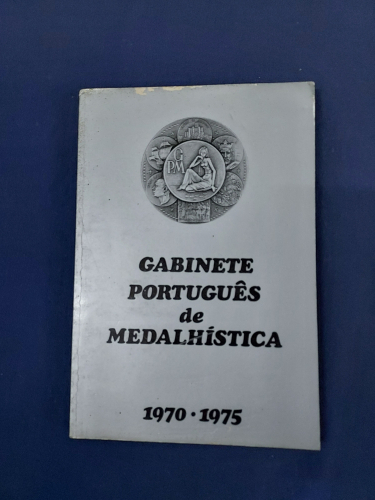 G
P.M
GABINETE
PORTUGUÊS
de
MEDALHÍSTICA
1970 · 1975